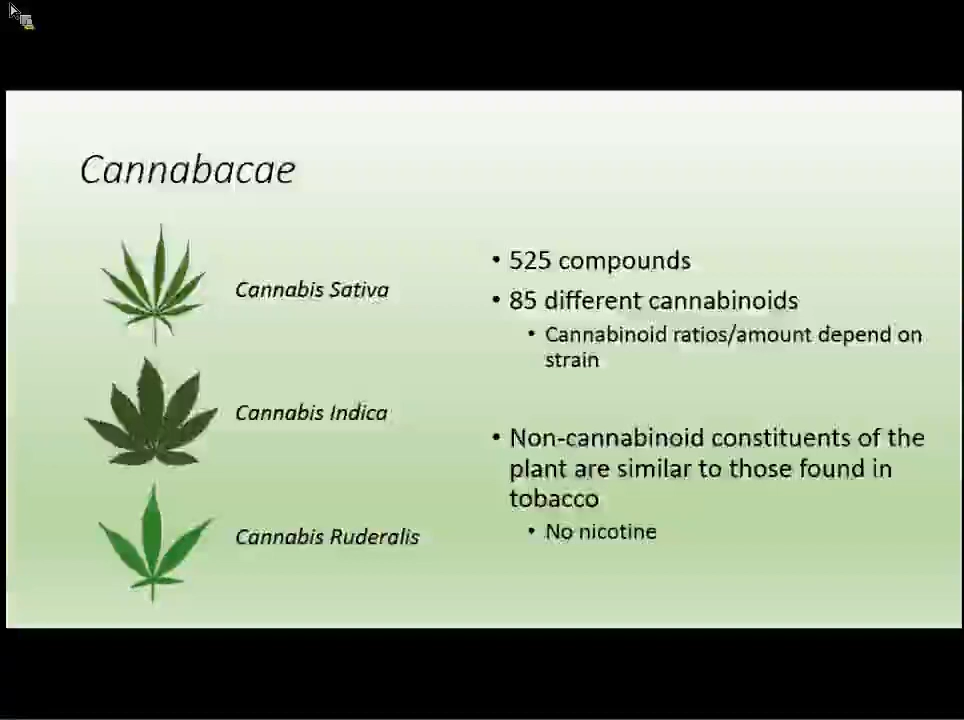 Cannabacae
Cannabis Sativa
Cannabis Indica
Cannabis Ruderalis
• 525 compounds
• 85 different cannabinoids
• Cannabinoid ratios/amount depend on
strain
• Non-cannabinoid constituents of the
plant are similar to those found in
tobacco
• No nicotine